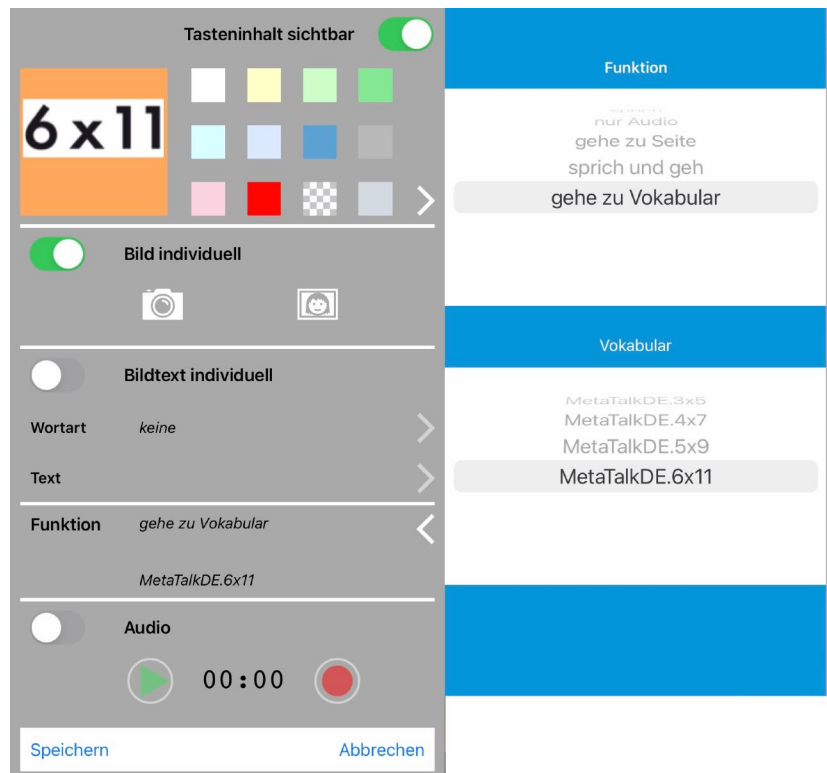 Tasteninhalt sichtbar
6 x 11
Bild individuell
Bildtext individuell
Wortart keine
Text
Funktion gehe zu Vokabular
MetaTalkDE.6x11
Audio
00:00
Speichern Abbrechen
Funktion
nur Audio
gehe zu Seite
sprich und geh
gehe zu Vokabular
Vokabular
MetaTalkDE.3x5
MetaTalkDE.4x7
MetaTalkDE.5x9
MetaTalkDE.6x11